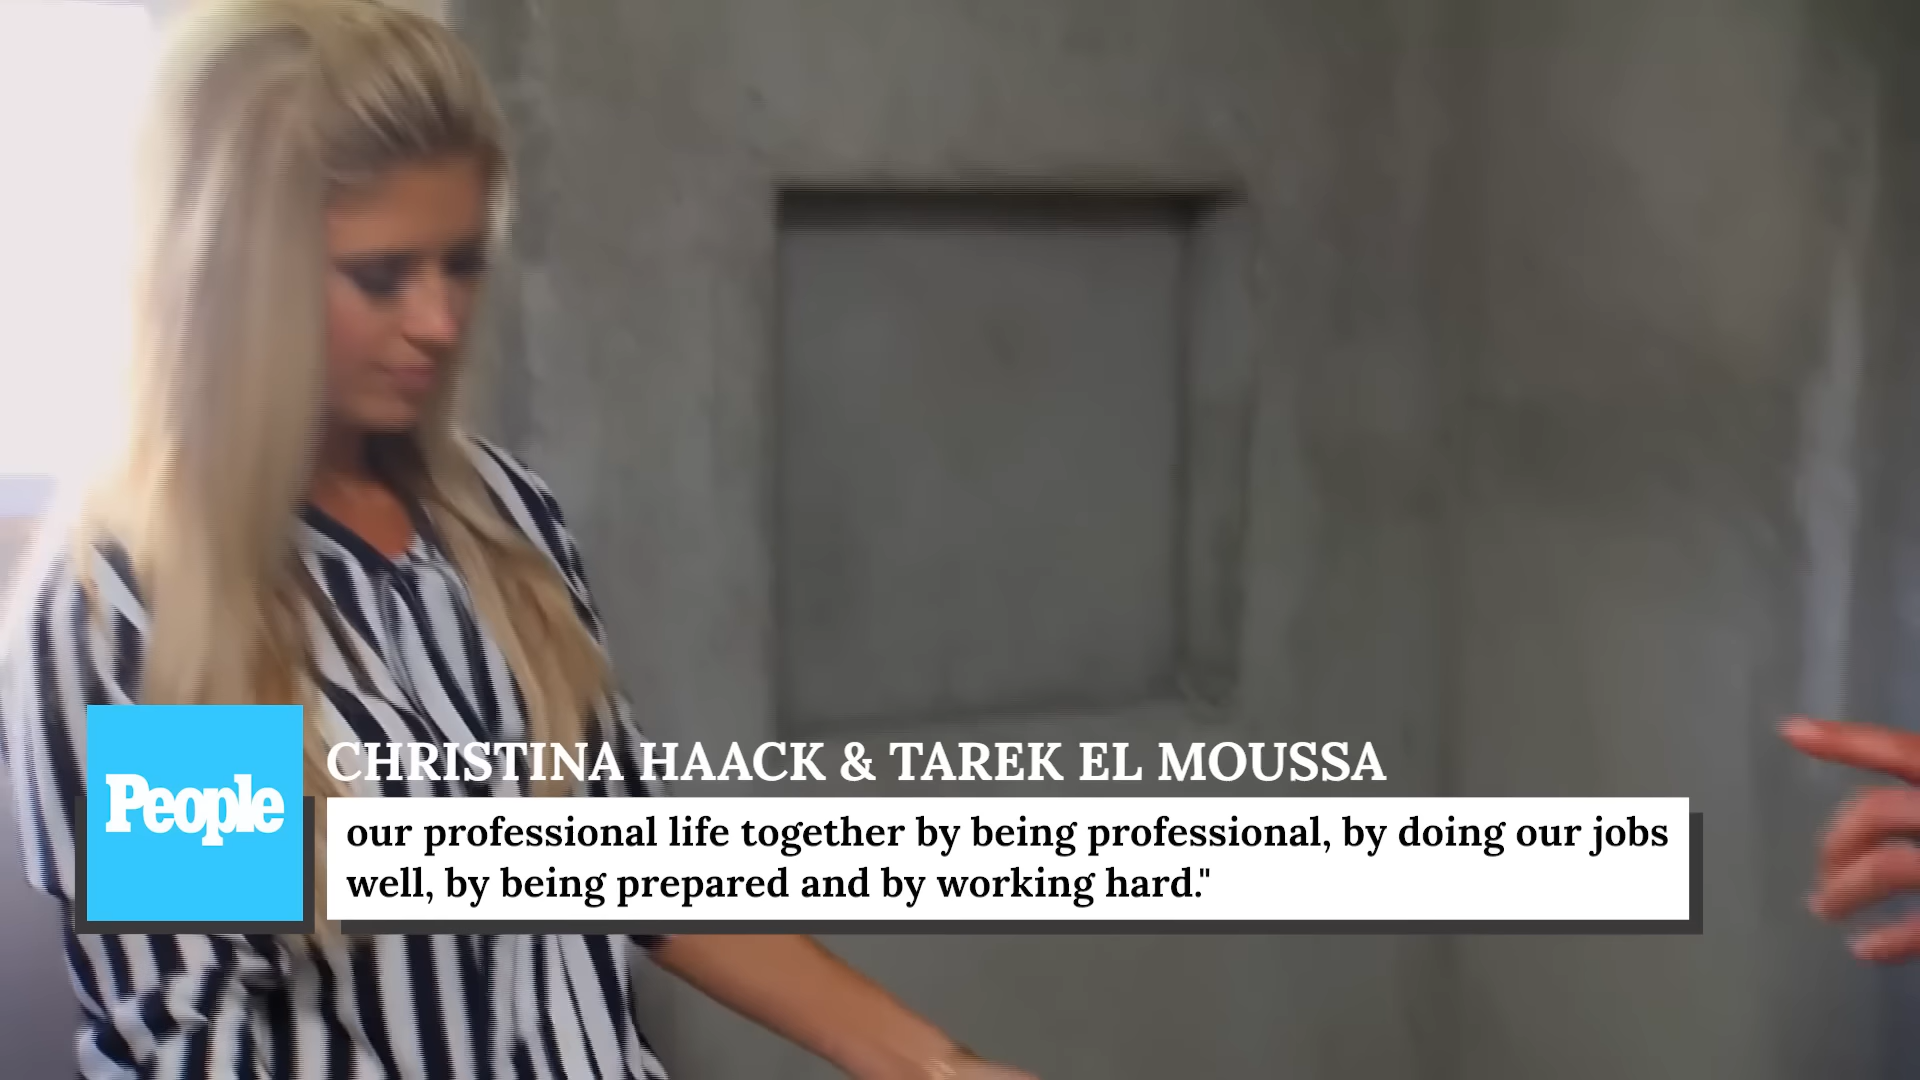 CHRISTINA HAACK & TAREK EL MOUSSA
People
our professional life together by being professional, by doing our jobs
well, by being prepared and by working hard."